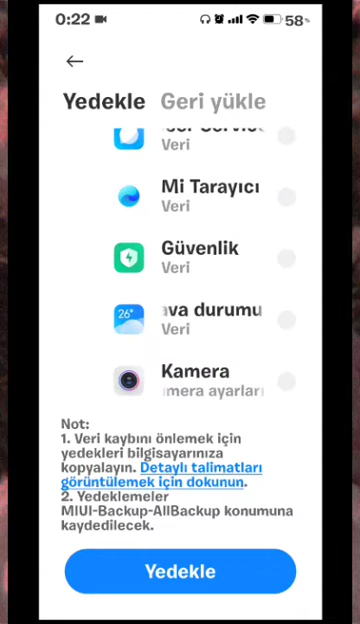 0:22
58
Yedekle Geri yükle
Veri
Mi Tarayıcı
Veri
Güvenlik
Veri
26°
ava durumu
Veri
Kamera
mera ayarları
Not:
1. Veri kaybını önlemek için
yedekleri bilgisayarınıza
kopyalayın. Detaylı talimatları
görüntülemek için dokunun.
2. Yedeklemeler
MIUI-Backup-AllBackup konumuna
kaydedilecek.
Yedekle